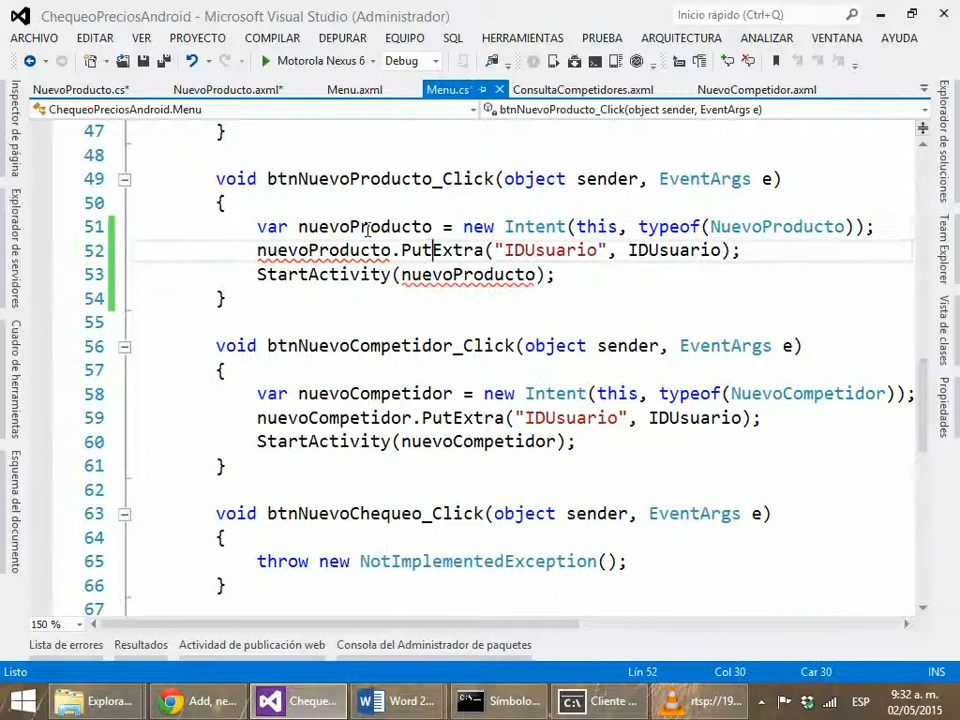 ChequeoPreciosAndroid - Microsoft Visual Studio (Administrador)
Inicio rápido (Ctrl+Q)
ARCHIVO EDITAR VER PROYECTO COMPILAR DEPURAR EQUIPO SQL HERRAMIENTAS PRUEBA ARQUITECTURA ANALIZAR VENTANA AYUDA
Motorola Nexus 6 Debug
NuevoProducto.cs* NuevoProducto.axml* Menu.axml Menu.cs* ConsultaCompetidores.axml NuevoCompetidor.axml
ChequeoPreciosAndroid.Menu btnNuevoProducto_Click(object sender, EventArgs e)
47 }
48
49 void btnNuevoProducto_Click(object sender, EventArgs e)
50 {
51 var nuevoProducto = new Intent(this, typeof(NuevoProducto));
52 nuevoProducto.PutExtra("IDUsuario", IDUsuario);
53 StartActivity(nuevoProducto);
54 }
55
56 void btnNuevoCompetidor_Click(object sender, EventArgs e)
57 {
58 var nuevoCompetidor = new Intent(this, typeof(NuevoCompetidor));
59 nuevoCompetidor.PutExtra("IDUsuario", IDUsuario);
60 StartActivity(nuevoCompetidor);
61 }
62
63 void btnNuevoChequeo_Click(object sender, EventArgs e)
64 {
65 throw new NotImplementedException();
66 }
67
Inspector de página
Explorador de servidores
Cuadro de herramientas
Esquema del documento
Explorador de soluciones
Team Explorer
Vista de clases
Propiedades
150 %
Lista de errores Resultados Actividad de publicación web Consola del Administrador de paquetes
Listo Lín 52 Col 30 Car 30 INS
Explora... Add, ne... Cheque... Word 2... Símbolo... Cliente ... rtsp://19... ESP
9:32 a. m.
02/05/2015